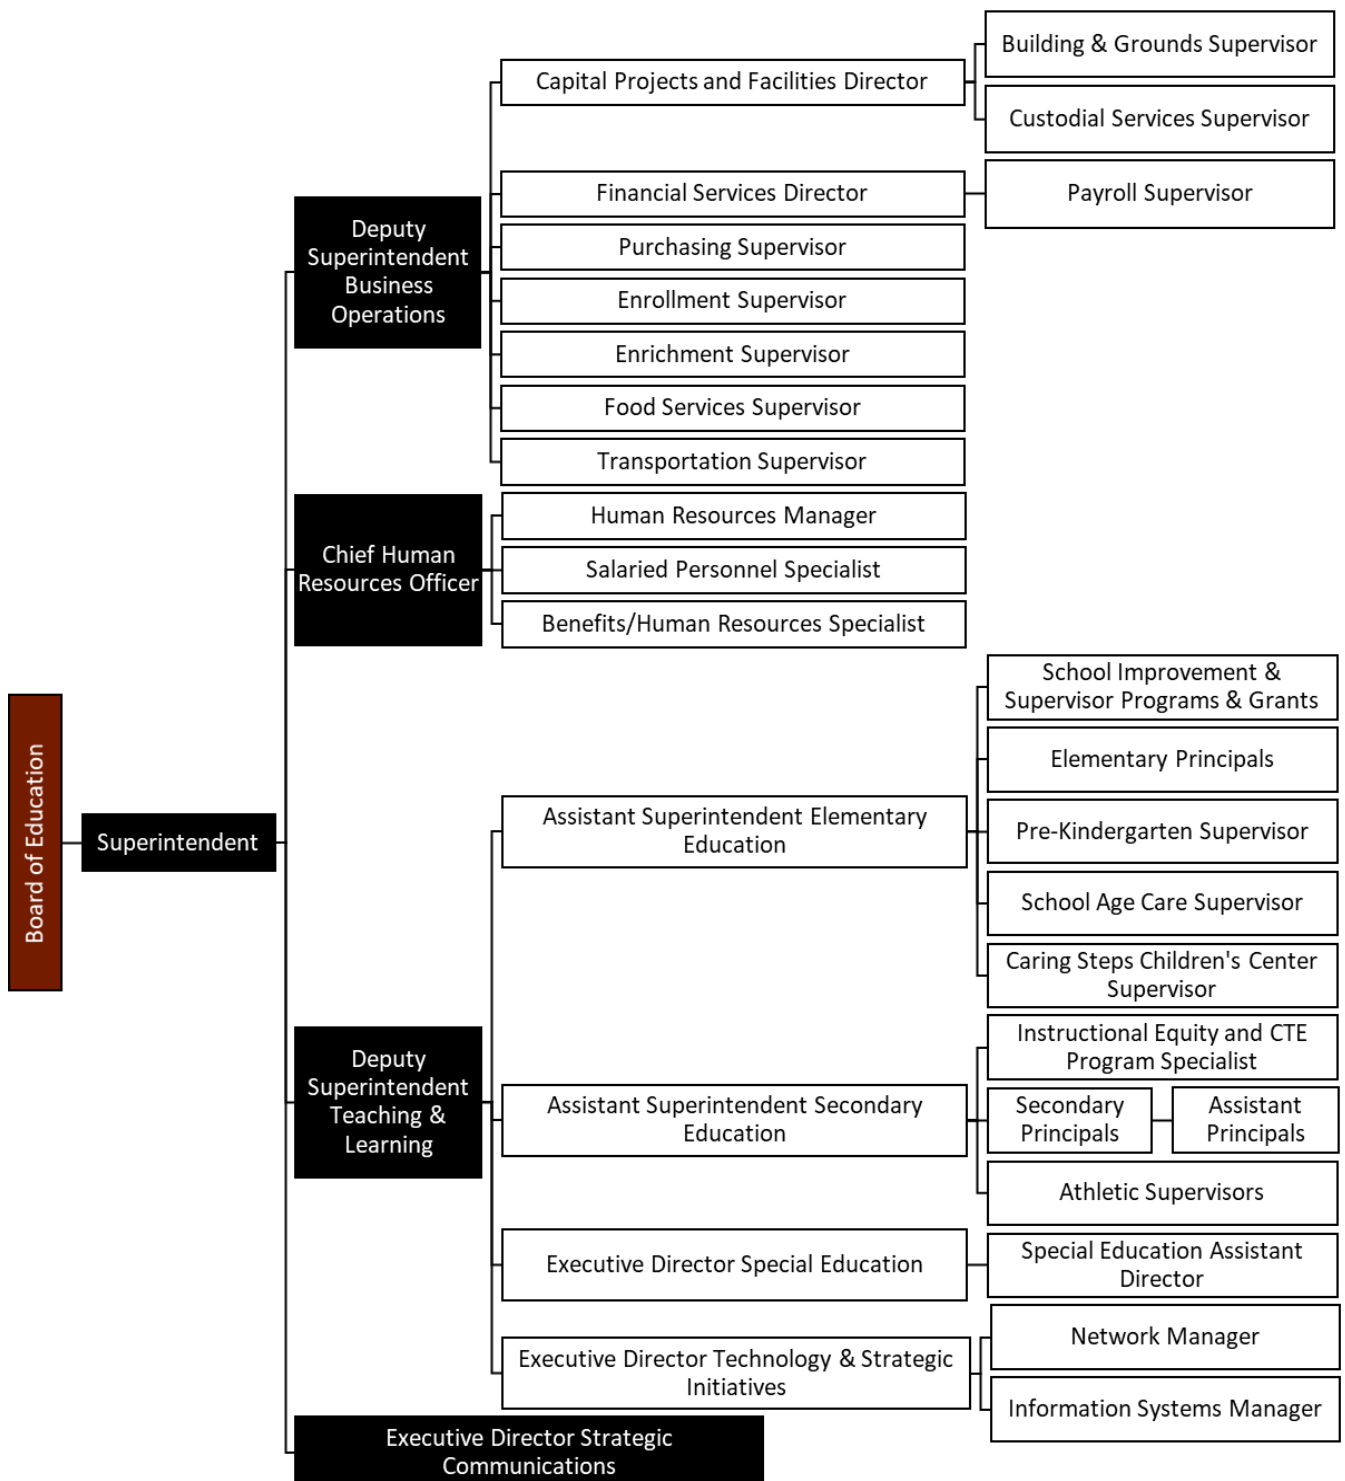 Board of Education
Superintendent
Deputy
Superintendent
Business
Operations
Capital Projects and Facilities Director
Building & Grounds Supervisor
Custodial Services Supervisor
Financial Services Director
Payroll Supervisor
Purchasing Supervisor
Enrollment Supervisor
Enrichment Supervisor
Food Services Supervisor
Transportation Supervisor
Chief Human
Resources Officer
Human Resources Manager
Salaried Personnel Specialist
Benefits/Human Resources Specialist
Deputy
Superintendent
Teaching &
Learning
Assistant Superintendent Elementary
Education
School Improvement &
Supervisor Programs & Grants
Elementary Principals
Pre-Kindergarten Supervisor
School Age Care Supervisor
Caring Steps Children's Center
Supervisor
Assistant Superintendent Secondary
Education
Instructional Equity and CTE
Program Specialist
Secondary
Principals
Assistant
Principals
Athletic Supervisors
Executive Director Special Education
Special Education Assistant
Director
Executive Director Technology & Strategic
Initiatives
Network Manager
Information Systems Manager
Executive Director Strategic
Communications